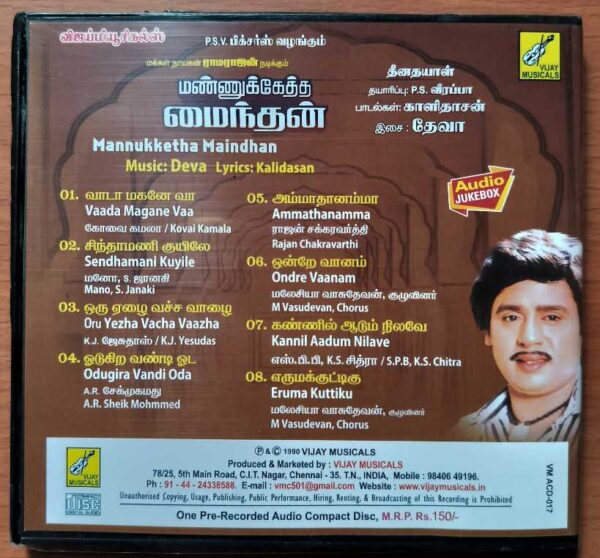 விஜய்மியூசிகல்ஸ்
P.S.V. பிக்சர்ஸ் வழங்கும்
மக்கள் நாயகன் ராமராஜன் நடிக்கும்
மண்ணுக்கேத்த
மைந்தன்
Mannukketha Maindhan
Music: Deva Lyrics: Kalidasan
தீனதயாள்
தயாரிப்பு: P.S. வீரப்பா
பாடல்கள்: காளிதாசன்
இசை: தேவா
VIJAY
MUSICALS
Audio
JUKEBOX
01. வாடா மகனே வா
Vaada Magane Vaa
கோவை கமலா / Kovai Kamala
02. சிந்தாமணி குயிலே
Sendhamani Kuyile
மனோ, S. ஜானகி
Mano, S. Janaki
03. ஒரு ஏழை வச்ச வாழை
Oru Yezha Vacha Vaazha
K.J. ஜேசுதாஸ் / K.J. Yesudas
04. ஓடுகிற வண்டி ஓட
Odugira Vandi Oda
A.R. சேக்முகமது
A.R. Sheik Mohmmed
05. அம்மாதானம்மா
Ammathanamma
ராஜன் சக்கரவர்த்தி
Rajan Chakravarthi
06. ஒன்றே வானம்
Ondre Vaanam
மலேசியா வாசுதேவன், குழுவினர்
M Vasudevan, Chorus
07. கண்ணில் ஆடும் நிலவே
Kannil Aadum Nilave
எஸ்.பி.பி, K.S. சித்ரா / S.P.B, K.S. Chitra
08. எருமக்குட்டிகு
Eruma Kuttiku
மலேசியா வாசுதேவன், குழுவினர்
M Vasudevan, Chorus
VIJAY
MUSICALS
COMPACT
disc
DIGITAL AUDIO
Ⓟ & © 1990 VIJAY MUSICALS
Produced & Marketed by : VIJAY MUSICALS
78/25, 5th Main Road, C.I.T. Nagar, Chennai - 35. T.N., INDIA, Mobile : 98406 49196.
Ph : 91 - 44 - 24338588. E-mail : vmc501@gmail.com Website : www.vijaymusicals.in
Unauthorised Copying, Usage, Publishing, Public Performance, Hiring, Renting, & Broadcasting of this Recording is Prohibited
One Pre-Recorded Audio Compact Disc, M.R.P. Rs.150/-
VM ACD-017